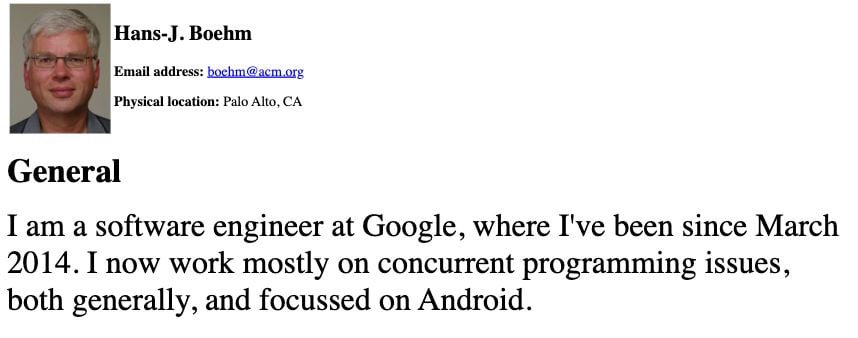 Hans-J. Boehm
Email address: boehm@acm.org
Physical location: Palo Alto, CA
General
I am a software engineer at Google, where I've been since March
2014. I now work mostly on concurrent programming issues,
both generally, and focussed on Android.